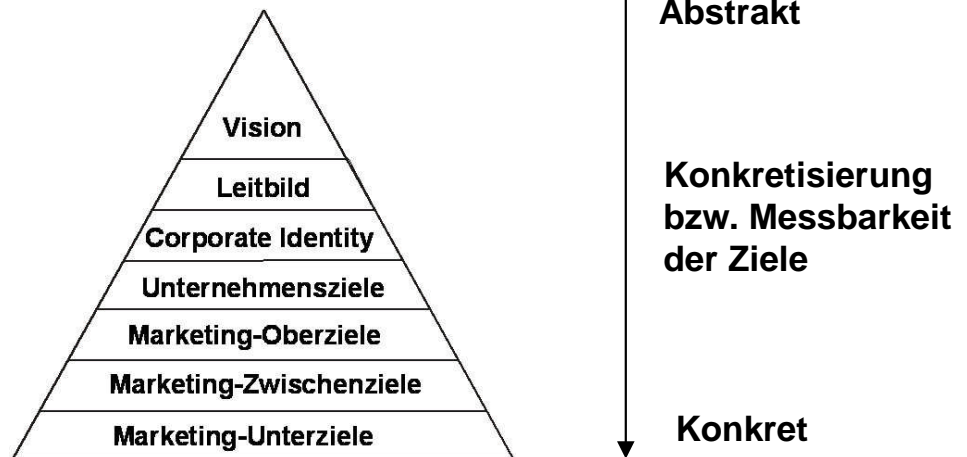 Abstrakt
Vision
Leitbild
Corporate Identity
Unternehmensziele
Marketing-Oberziele
Marketing-Zwischenziele
Marketing-Unterziele
Konkretisierung
bzw. Messbarkeit
der Ziele
Konkret